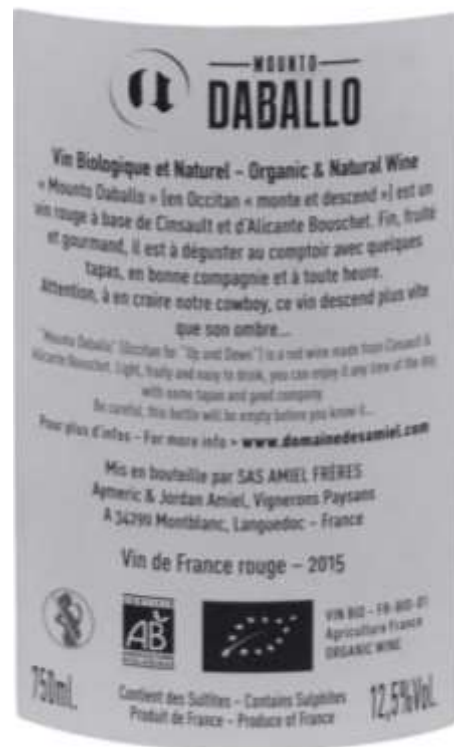 a
MOUNTO
DABALLO
Vin Biologique et Naturel - Organic & Natural Wine
« Mounto Daballo » (en Occitan « monte et descend ») est un
vin rouge à base de Cinsault et d'Alicante Bouschet. Fin, fruité
et gourmand, il est à déguster au comptoir avec quelques
tapas, en bonne compagnie et à toute heure.
Attention, à en croire notre cowboy, ce vin descend plus vite
que son ombre...
"Mounto Daballo" (Occitan for "Up and Down") is a red wine made from Cinsault &
Alicante Bouschet. Light, fruity and easy to drink, you can enjoy it any time of the day
with some tapas and good company.
Be careful, this bottle will be empty before you know it...
Pour plus d'infos - For more info > www.domainedesamiel.com
Mis en bouteille par SAS AMIEL FRÈRES
Aymeric & Jordan Amiel, Vignerons Paysans
A 34290 Montblanc, Languedoc - France
Vin de France rouge - 2015
AB
VIN BIO - FR-BIO-01
Agriculture France
ORGANIC WINE
750mL
Contient des Sulfites - Contains Sulphites
12,5%Vol.
Produit de France - Produce of France